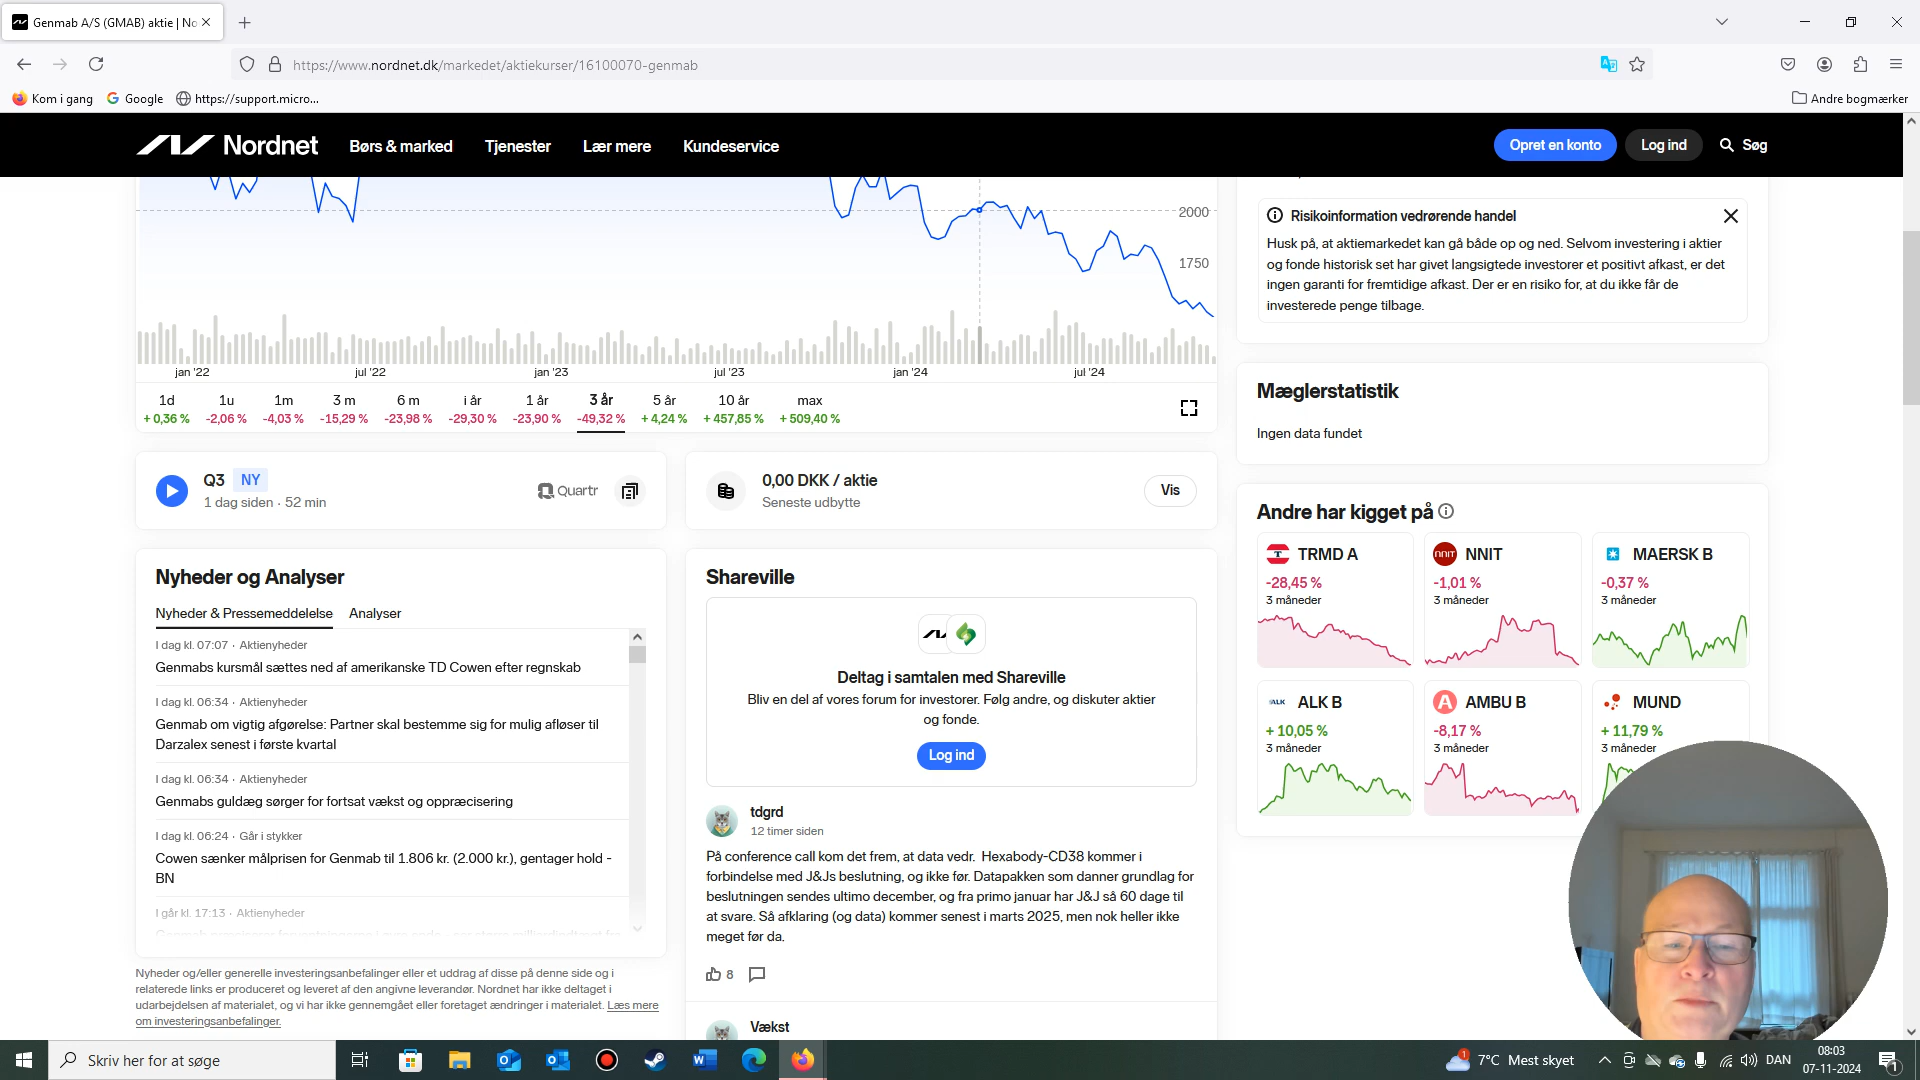 Genmab A/S (GMAB) aktie | No
https://www.nordnet.dk/markedet/aktiekurser/16100070-genmab
Kom i gang
Google
https://support.micro...
Andre bogmærker
Nordnet
Børs & marked
Tjenester
Lær mere
Kundeservice
Opret en konto
Log ind
Søg
2000
1750
jan '22
jul '22
jan '23
jul '23
jan '24
jul '24
1d
1u
1m
3 m
6 m
i år
1 år
3 år
5 år
10 år
max
+ 0,36 %
-2,06 %
-4,03 %
-15,29 %
-23,98 %
-29,30 %
-23,90 %
-49,32 %
+ 4,24 %
+ 457,85 %
+ 509,40 %
Q3 NY
1 dag siden · 52 min
Quartr
0,00 DKK / aktie
Seneste udbytte
Vis
Nyheder og Analyser
Nyheder & Pressemeddelelse
Analyser
I dag kl. 07:07 · Aktienyheder
Genmabs kursmål sættes ned af amerikanske TD Cowen efter regnskab
I dag kl. 06:34 · Aktienyheder
Genmab om vigtig afgørelse: Partner skal bestemme sig for mulig afløser til
Darzalex senest i første kvartal
I dag kl. 06:34 · Aktienyheder
Genmabs guldæg sørger for fortsat vækst og oppræcisering
I dag kl. 06:24 · Går i stykker
Cowen sænker målprisen for Genmab til 1.806 kr. (2.000 kr.), gentager hold -
BN
I går kl. 17:13 · Aktienyheder
Nyheder og/eller generelle investeringsanbefalinger eller et uddrag af disse på denne side og i
relaterede links er produceret og leveret af den angivne leverandør. Nordnet har ikke deltaget i
udarbejdelsen af materialet, og vi har ikke gennemgået eller foretaget ændringer i materialet. Læs mere
om investeringsanbefalinger.
Shareville
Deltag i samtalen med Shareville
Bliv en del af vores forum for investorer. Følg andre, og diskuter aktier
og fonde.
Log ind
tdgrd
12 timer siden
På conference call kom det frem, at data vedr. Hexabody-CD38 kommer i
forbindelse med J&Js beslutning, og ikke før. Datapakken som danner grundlag for
beslutningen sendes ultimo december, og fra primo januar har J&J så 60 dage til
at svare. Så afklaring (og data) kommer senest i marts 2025, men nok heller ikke
meget før da.
8
Vækst
Risikoinformation vedrørende handel
Husk på, at aktiemarkedet kan gå både op og ned. Selvom investering i aktier
og fonde historisk set har givet langsigtede investorer et positivt afkast, er det
ingen garanti for fremtidige afkast. Der er en risiko for, at du ikke får de
investerede penge tilbage.
Mæglerstatistik
Ingen data fundet
Andre har kigget på
TRMD A
-28,45 %
3 måneder
nnit NNIT
-1,01 %
3 måneder
MAERSK B
-0,37 %
3 måneder
ALK ALK B
+ 10,05 %
3 måneder
A AMBU B
-8,17 %
3 måneder
MUND
+ 11,79 %
3 måneder
Skriv her for at søge
1
7°C Mest skyet
DAN
08:03
07-11-2024
1